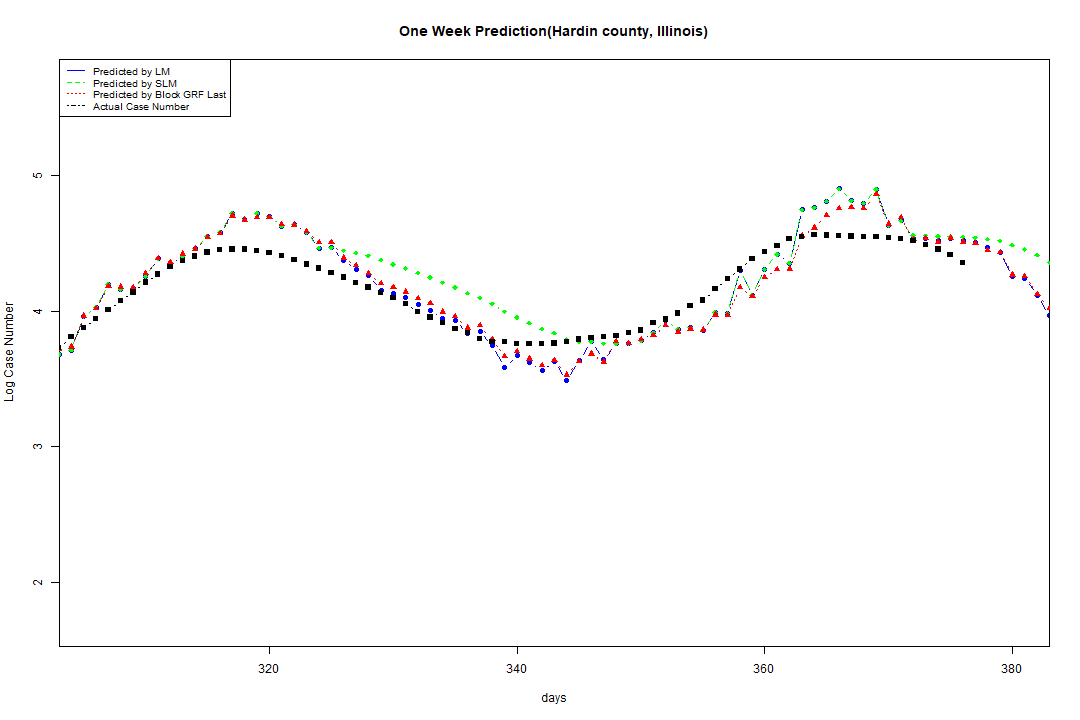 One Week Prediction(Hardin county, Illinois)
Predicted by LM
Predicted by SLM
Predicted by Block GRF Last
Actual Case Number
5
4
3
2
Log Case Number
320 340 360 380
days